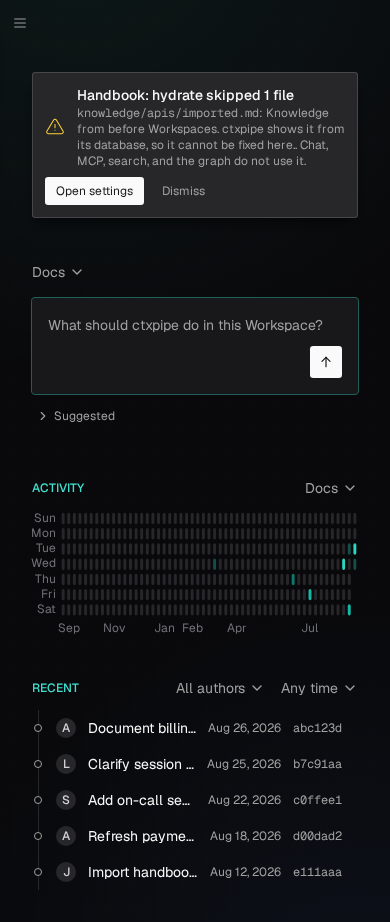 Handbook: hydrate skipped 1 file
knowledge/apis/imported.md: Knowledge
from before Workspaces. ctxpipe shows it from
its database, so it cannot be fixed here.. Chat,
MCP, search, and the graph do not use it.
Open settings Dismiss
Docs
What should ctxpipe do in this Workspace?
Suggested
ACTIVITY Docs
Sun
Mon
Tue
Wed
Thu
Fri
Sat
Sep Nov Jan Feb Apr Jul
RECENT All authors Any time
A Document billin... Aug 26, 2026 abc123d
L Clarify session ... Aug 25, 2026 b7c91aa
S Add on-call se... Aug 22, 2026 c0ffee1
A Refresh payme... Aug 18, 2026 d00dad2
J Import handboo... Aug 12, 2026 e111aaa